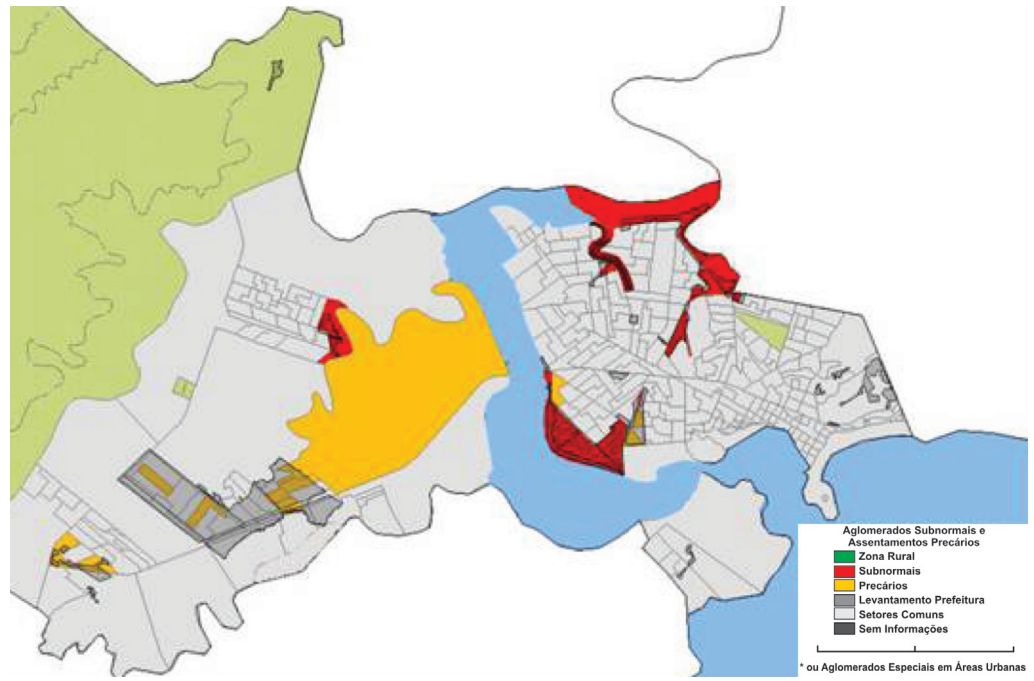 Aglomerados Subnormais e
Assentamentos Precários
Zona Rural
Subnormais
Precários
Levantamento Prefeitura
Setores Comuns
Sem Informações
* ou Aglomerados Especiais em Áreas Urbanas